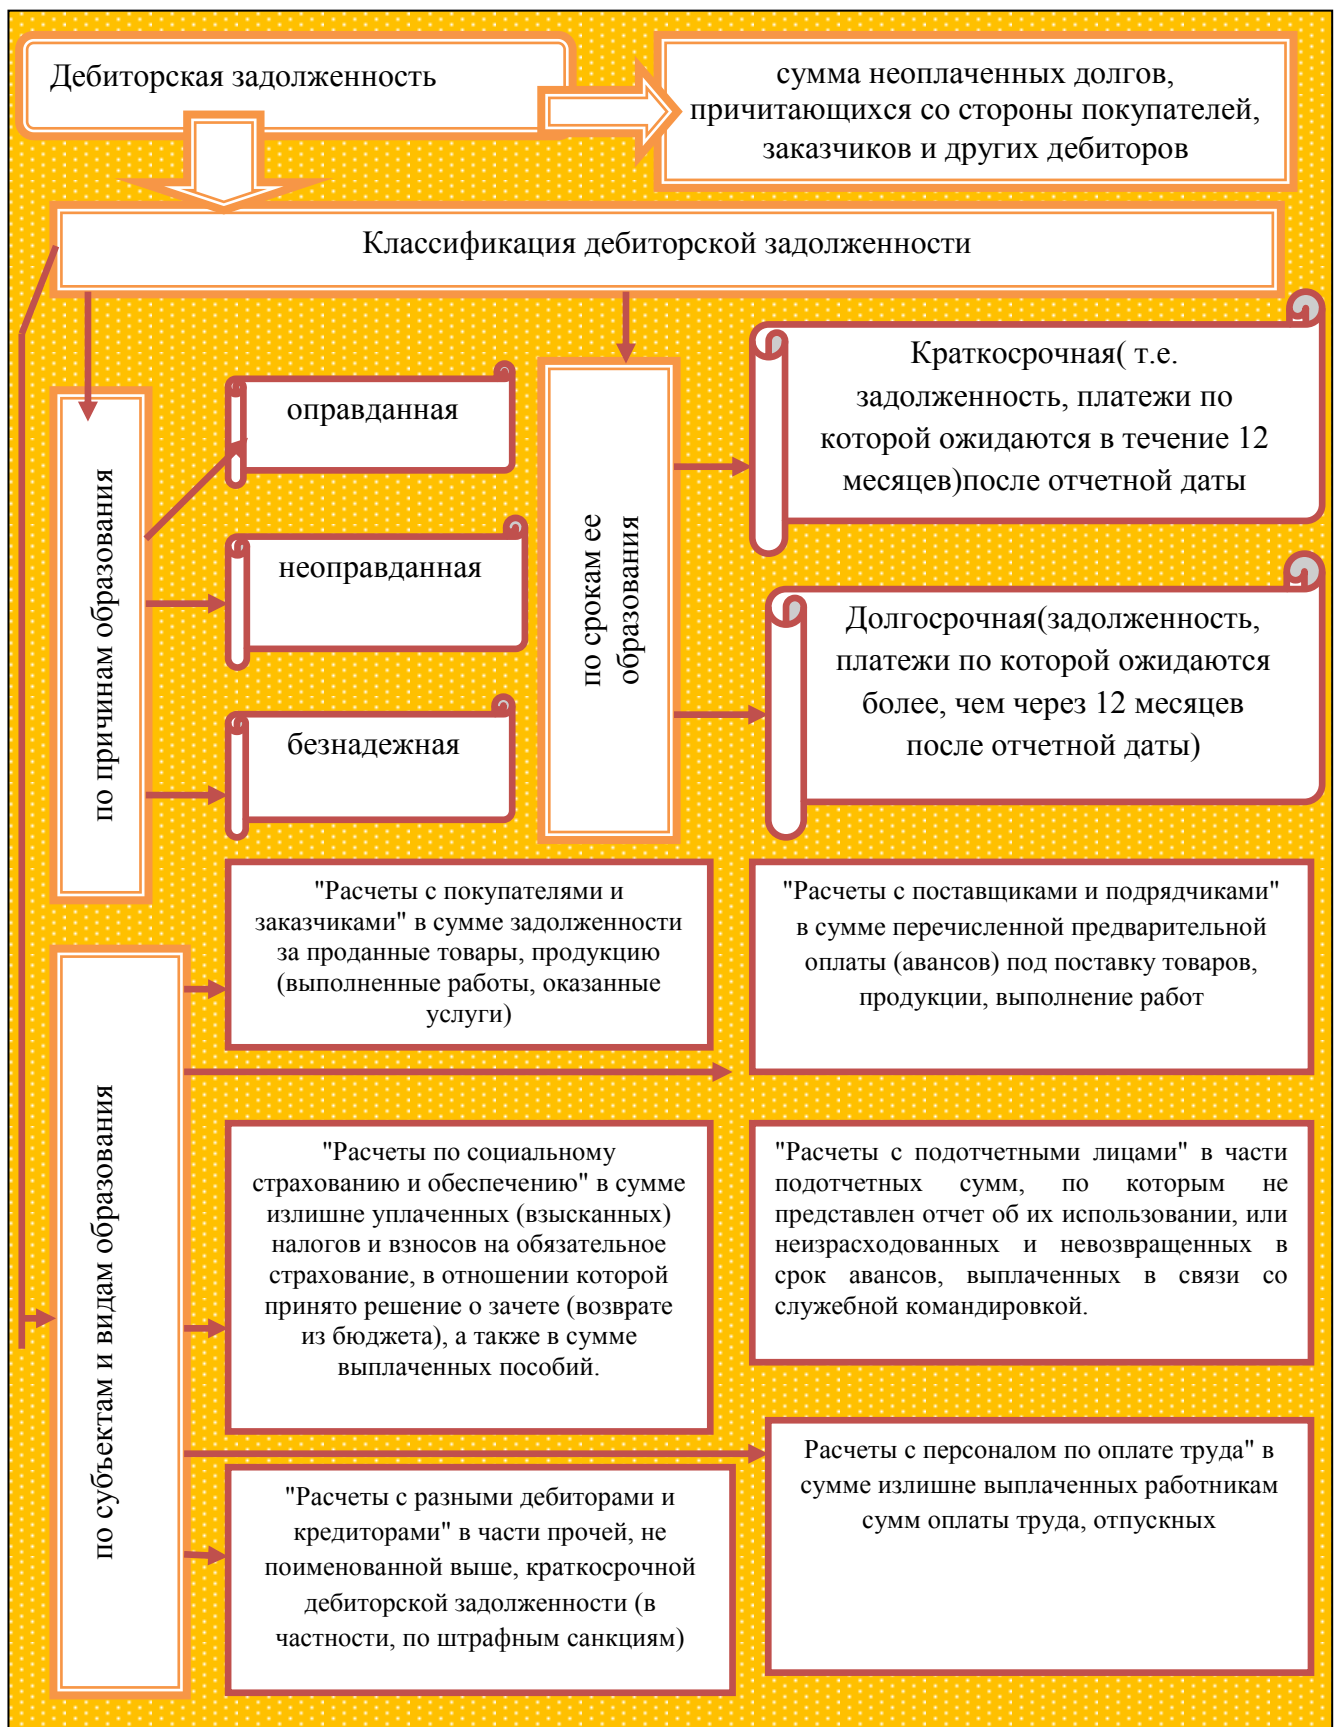 Дебиторская задолженность
сумма неоплаченных долгов,
причитающихся со стороны покупателей,
заказчиков и других дебиторов
Классификация дебиторской задолженности
по причинам образования
оправданная
неоправданная
безнадежная
по срокам ее
образования
Краткосрочная( т.е.
задолженность, платежи по
которой ожидаются в течение 12
месяцев)после отчетной даты
Долгосрочная(задолженность,
платежи по которой ожидаются
более, чем через 12 месяцев
после отчетной даты)
по субъектам и видам образования
"Расчеты с покупателями и
заказчиками" в сумме задолженности
за проданные товары, продукцию
(выполненные работы, оказанные
услуги)
"Расчеты с поставщиками и подрядчиками"
в сумме перечисленной предварительной
оплаты (авансов) под поставку товаров,
продукции, выполнение работ
"Расчеты по социальному
страхованию и обеспечению" в сумме
излишне уплаченных (взысканных)
налогов и взносов на обязательное
страхование, в отношении которой
принято решение о зачете (возврате
из бюджета), а также в сумме
выплаченных пособий.
"Расчеты с подотчетными лицами" в части
подотчетных сумм, по которым не
представлен отчет об их использовании, или
неизрасходованных и невозвращенных в
срок авансов, выплаченных в связи со
служебной командировкой.
"Расчеты с разными дебиторами и
кредиторами" в части прочей, не
поименованной выше, краткосрочной
дебиторской задолженности (в
частности, по штрафным санкциям)
Расчеты с персоналом по оплате труда" в
сумме излишне выплаченных работникам
сумм оплаты труда, отпускных